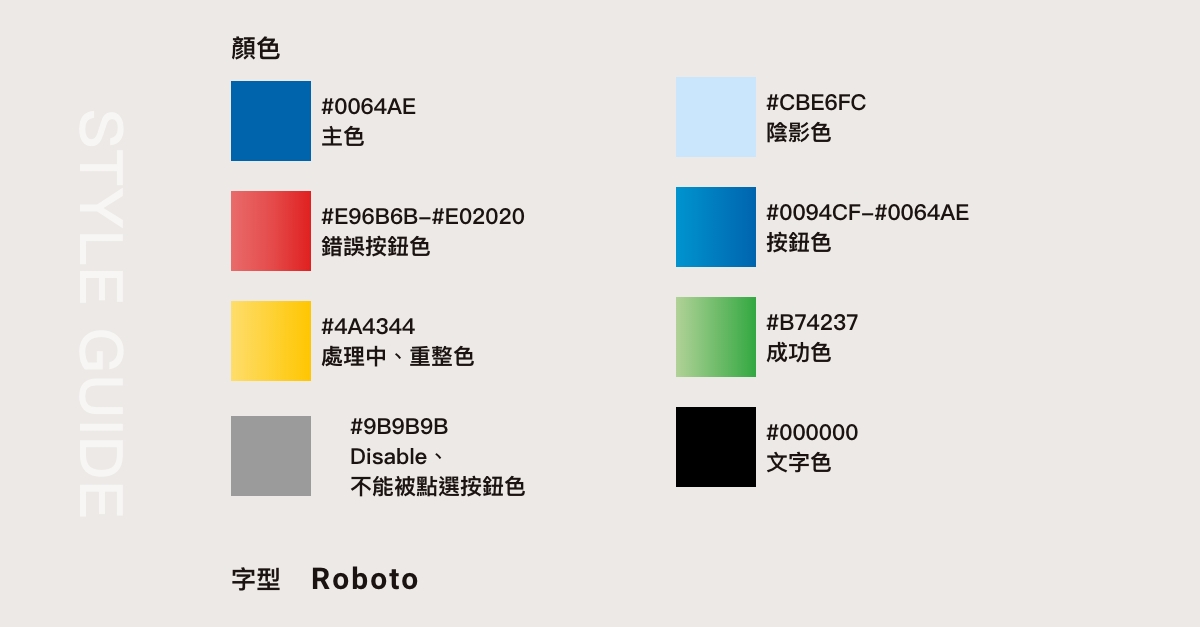 STYLE GUIDE
顏色
#0064AE
主色
#E96B6B–#E02020
錯誤按鈕色
#4A4344
處理中、重整色
#9B9B9B
Disable、
不能被點選按鈕色
#CBE6FC
陰影色
#0094CF–#0064AE
按鈕色
#B74237
成功色
#000000
文字色
字型 Roboto